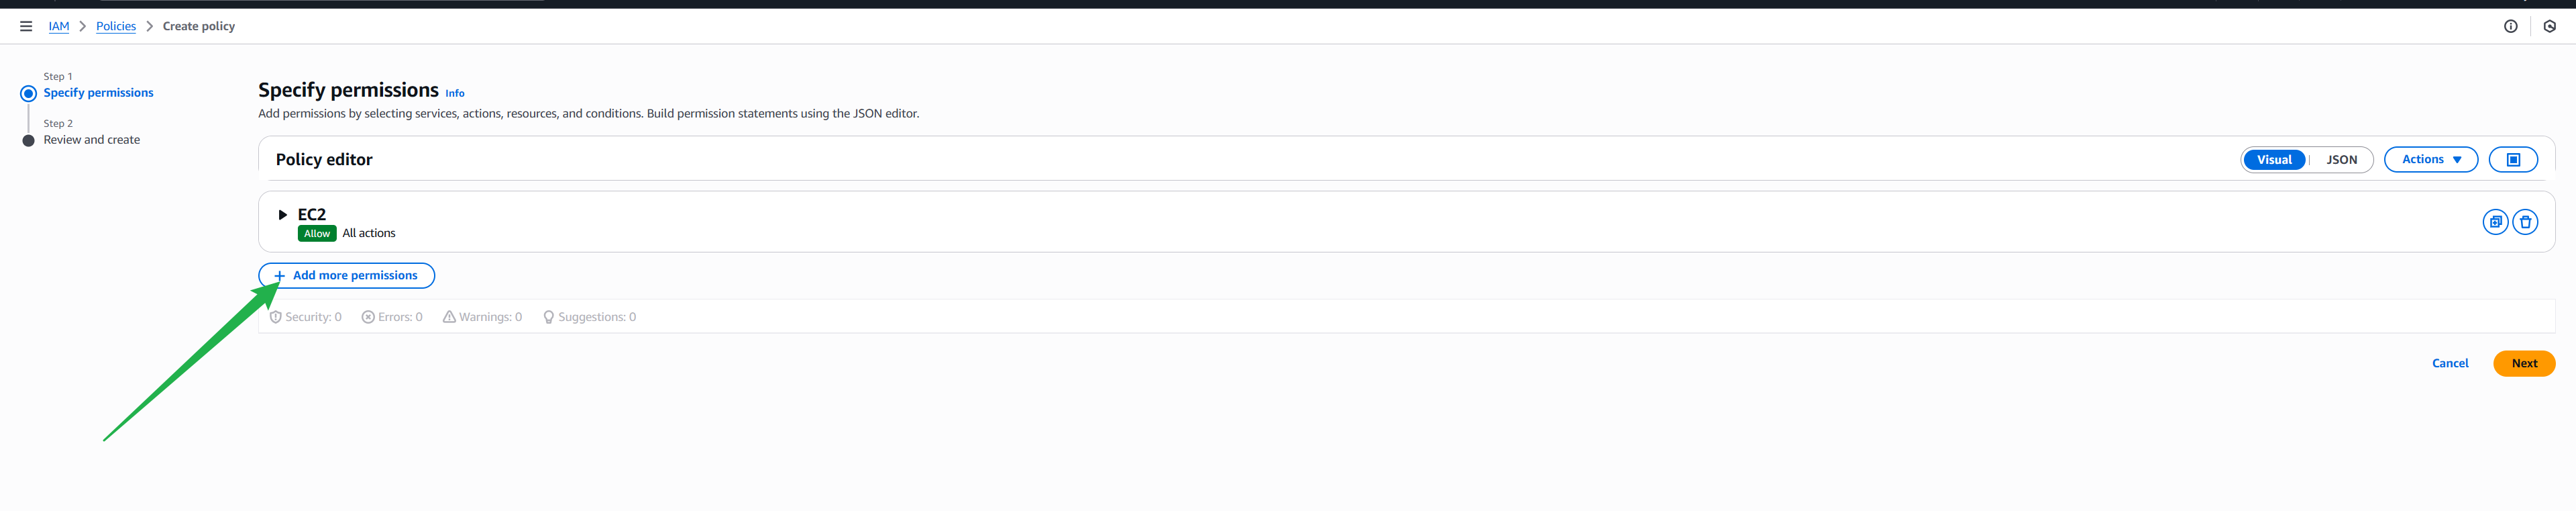 IAM > Policies > Create policy
Step 1
Specify permissions
Step 2
Review and create
Specify permissions Info
Add permissions by selecting services, actions, resources, and conditions. Build permission statements using the JSON editor.
Policy editor
Visual | JSON
Actions
EC2
Allow All actions
+ Add more permissions
Security: 0 Errors: 0 Warnings: 0 Suggestions: 0
Cancel Next